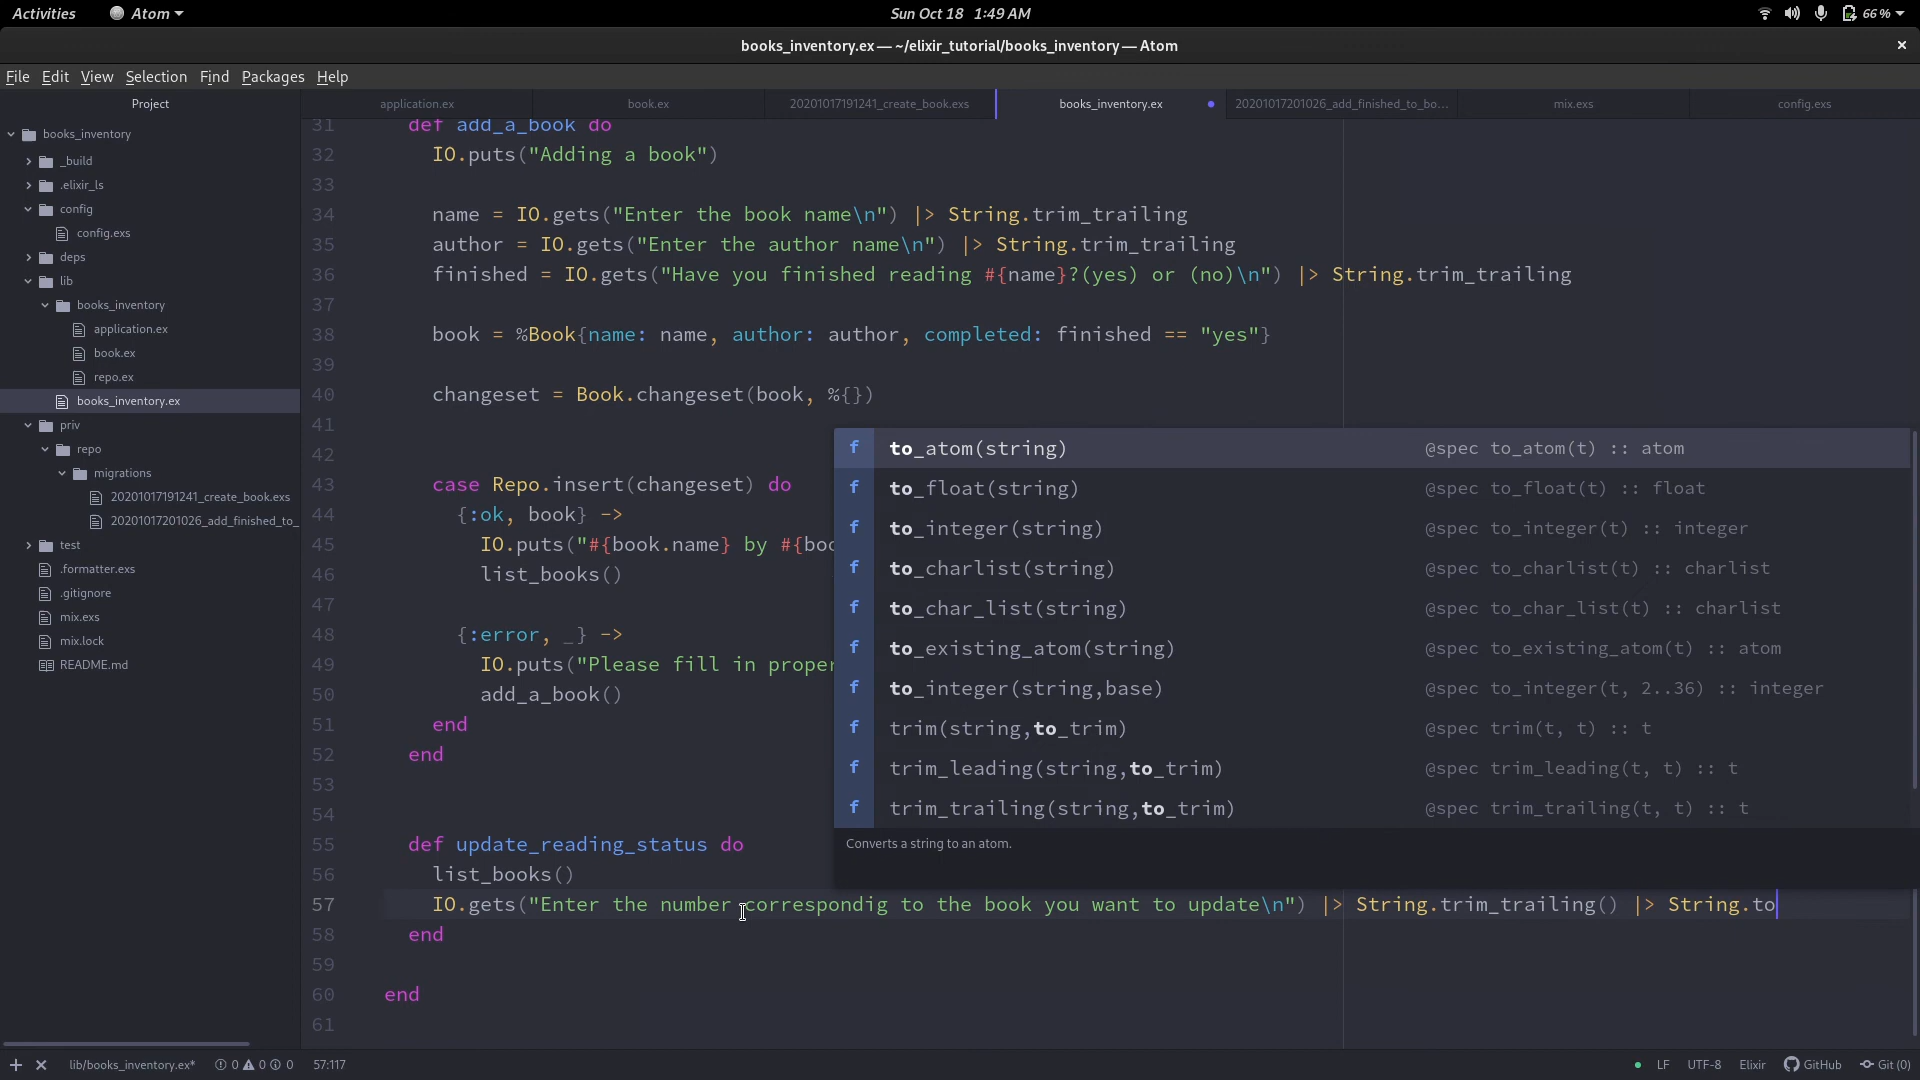 Activities Atom Sun Oct 18 1:49 AM 66 %
books_inventory.ex — ~/elixir_tutorial/books_inventory — Atom
File Edit View Selection Find Packages Help
Project
books_inventory
_build
.elixir_ls
config
config.exs
deps
lib
books_inventory
application.ex
book.ex
repo.ex
books_inventory.ex
priv
repo
migrations
20201017191241_create_book.exs
20201017201026_add_finished_to_
test
.formatter.exs
.gitignore
mix.exs
mix.lock
README.md
application.ex book.ex 20201017191241_create_book.exs books_inventory.ex 20201017201026_add_finished_to_bo... mix.exs config.exs
31 def add_a_book do
32 IO.puts("Adding a book")
33
34 name = IO.gets("Enter the book name\n") |> String.trim_trailing
35 author = IO.gets("Enter the author name\n") |> String.trim_trailing
36 finished = IO.gets("Have you finished reading #{name}?(yes) or (no)\n") |> String.trim_trailing
37
38 book = %Book{name: name, author: author, completed: finished == "yes"}
39
40 changeset = Book.changeset(book, %{})
41
42
43 case Repo.insert(changeset) do
44 {:ok, book} ->
45 IO.puts("#{book.name} by #{boo
46 list_books()
47
48 {:error, _} ->
49 IO.puts("Please fill in proper
50 add_a_book()
51 end
52 end
53
54
55 def update_reading_status do
56 list_books()
57 IO.gets("Enter the number correspondig to the book you want to update\n") |> String.trim_trailing() |> String.to
58 end
59
60 end
61
f to_atom(string) @spec to_atom(t) :: atom
f to_float(string) @spec to_float(t) :: float
f to_integer(string) @spec to_integer(t) :: integer
f to_charlist(string) @spec to_charlist(t) :: charlist
f to_char_list(string) @spec to_char_list(t) :: charlist
f to_existing_atom(string) @spec to_existing_atom(t) :: atom
f to_integer(string,base) @spec to_integer(t, 2..36) :: integer
f trim(string,to_trim) @spec trim(t, t) :: t
f trim_leading(string,to_trim) @spec trim_leading(t, t) :: t
f trim_trailing(string,to_trim) @spec trim_trailing(t, t) :: t
Converts a string to an atom.
lib/books_inventory.ex* 0 0 0 57:117 LF UTF-8 Elixir GitHub Git (0)